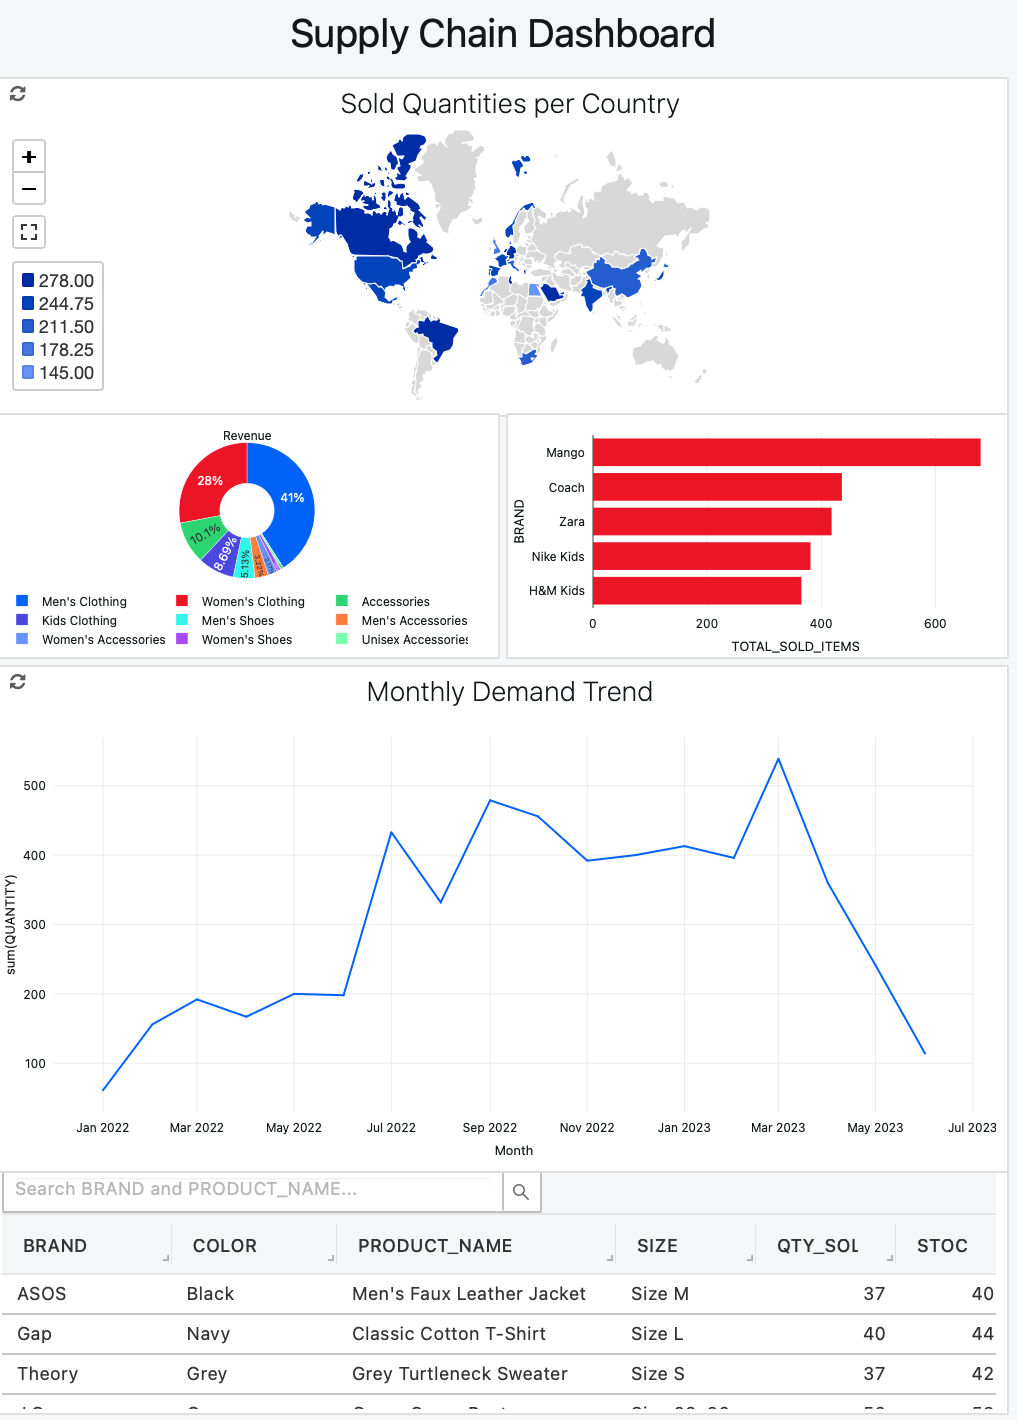 Supply Chain Dashboard
Sold Quantities per Country
+
−
278.00
244.75
211.50
178.25
145.00
Revenue
28%
41%
10.1%
8.69%
5.13%
3.22%
Men's Clothing
Women's Clothing
Accessories
Kids Clothing
Men's Shoes
Men's Accessories
Women's Accessories
Women's Shoes
Unisex Accessories
BRAND
Mango
Coach
Zara
Nike Kids
H&M Kids
0 200 400 600
TOTAL_SOLD_ITEMS
Monthly Demand Trend
sum(QUANTITY)
500
400
300
200
100
Jan 2022 Mar 2022 May 2022 Jul 2022 Sep 2022 Nov 2022 Jan 2023 Mar 2023 May 2023 Jul 2023
Month
Search BRAND and PRODUCT_NAME...
BRAND COLOR PRODUCT_NAME SIZE QTY_SOL STOC
ASOS Black Men's Faux Leather Jacket Size M 37 40
Gap Navy Classic Cotton T-Shirt Size L 40 44
Theory Grey Grey Turtleneck Sweater Size S 37 42